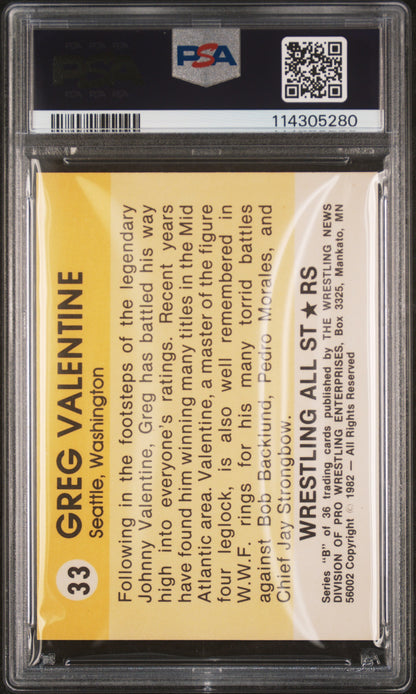 PSA
114305280
33
GREG VALENTINE
Seattle, Washington
Following in the footsteps of the legendary
Johnny Valentine, Greg has battled his way
high into everyone's ratings. Recent years
have found him winning many titles in the Mid
Atlantic area. Valentine, a master of the figure
four leglock, is also well remembered in
W.W.F. rings for his many torrid battles
against Bob Backlund, Pedro Morales, and
Chief Jay Strongbow.
WRESTLING ALL ST★RS
Series "B" of 36 trading cards published by THE WRESTLING NEWS
DIVISION OF PRO WRESTLING ENTERPRISES, Box 3325, Mankato, MN
56002 Copyright © 1982 — All Rights Reserved